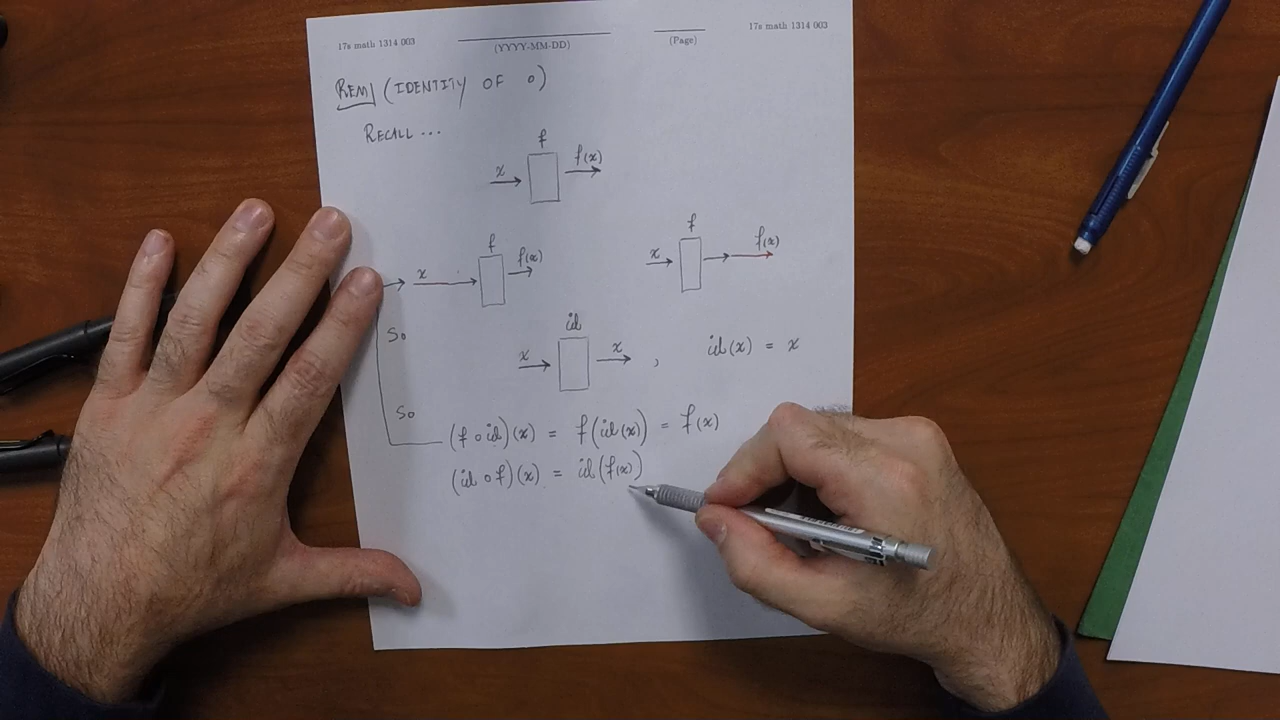 17s math 1314 003 (YYYY-MM-DD) (Page) 17s math 1314 003
REM (IDENTITY OF ∘)
RECALL ...
f
x f(x)
f f
x f(x) x f(x)
So
id
x x , id(x) = x
So
(f ∘ id)(x) = f(id(x)) = f(x)
(id ∘ f)(x) = id(f(x))